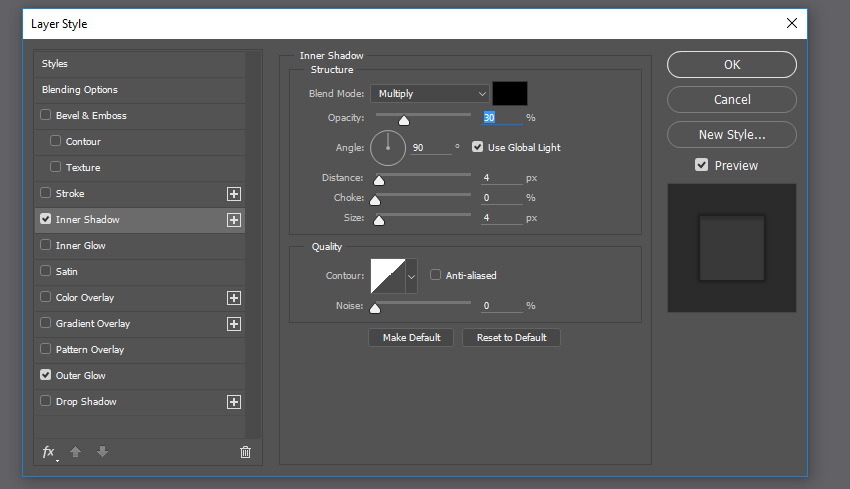 Layer Style
Styles
Blending Options
Bevel & Emboss
Contour
Texture
Stroke
Inner Shadow
Inner Glow
Satin
Color Overlay
Gradient Overlay
Pattern Overlay
Outer Glow
Drop Shadow
fx
Inner Shadow
Structure
Blend Mode: Multiply
Opacity: 30 %
Angle: 90 ° Use Global Light
Distance: 4 px
Choke: 0 %
Size: 4 px
Quality
Contour: Anti-aliased
Noise: 0 %
Make Default Reset to Default
OK
Cancel
New Style...
Preview